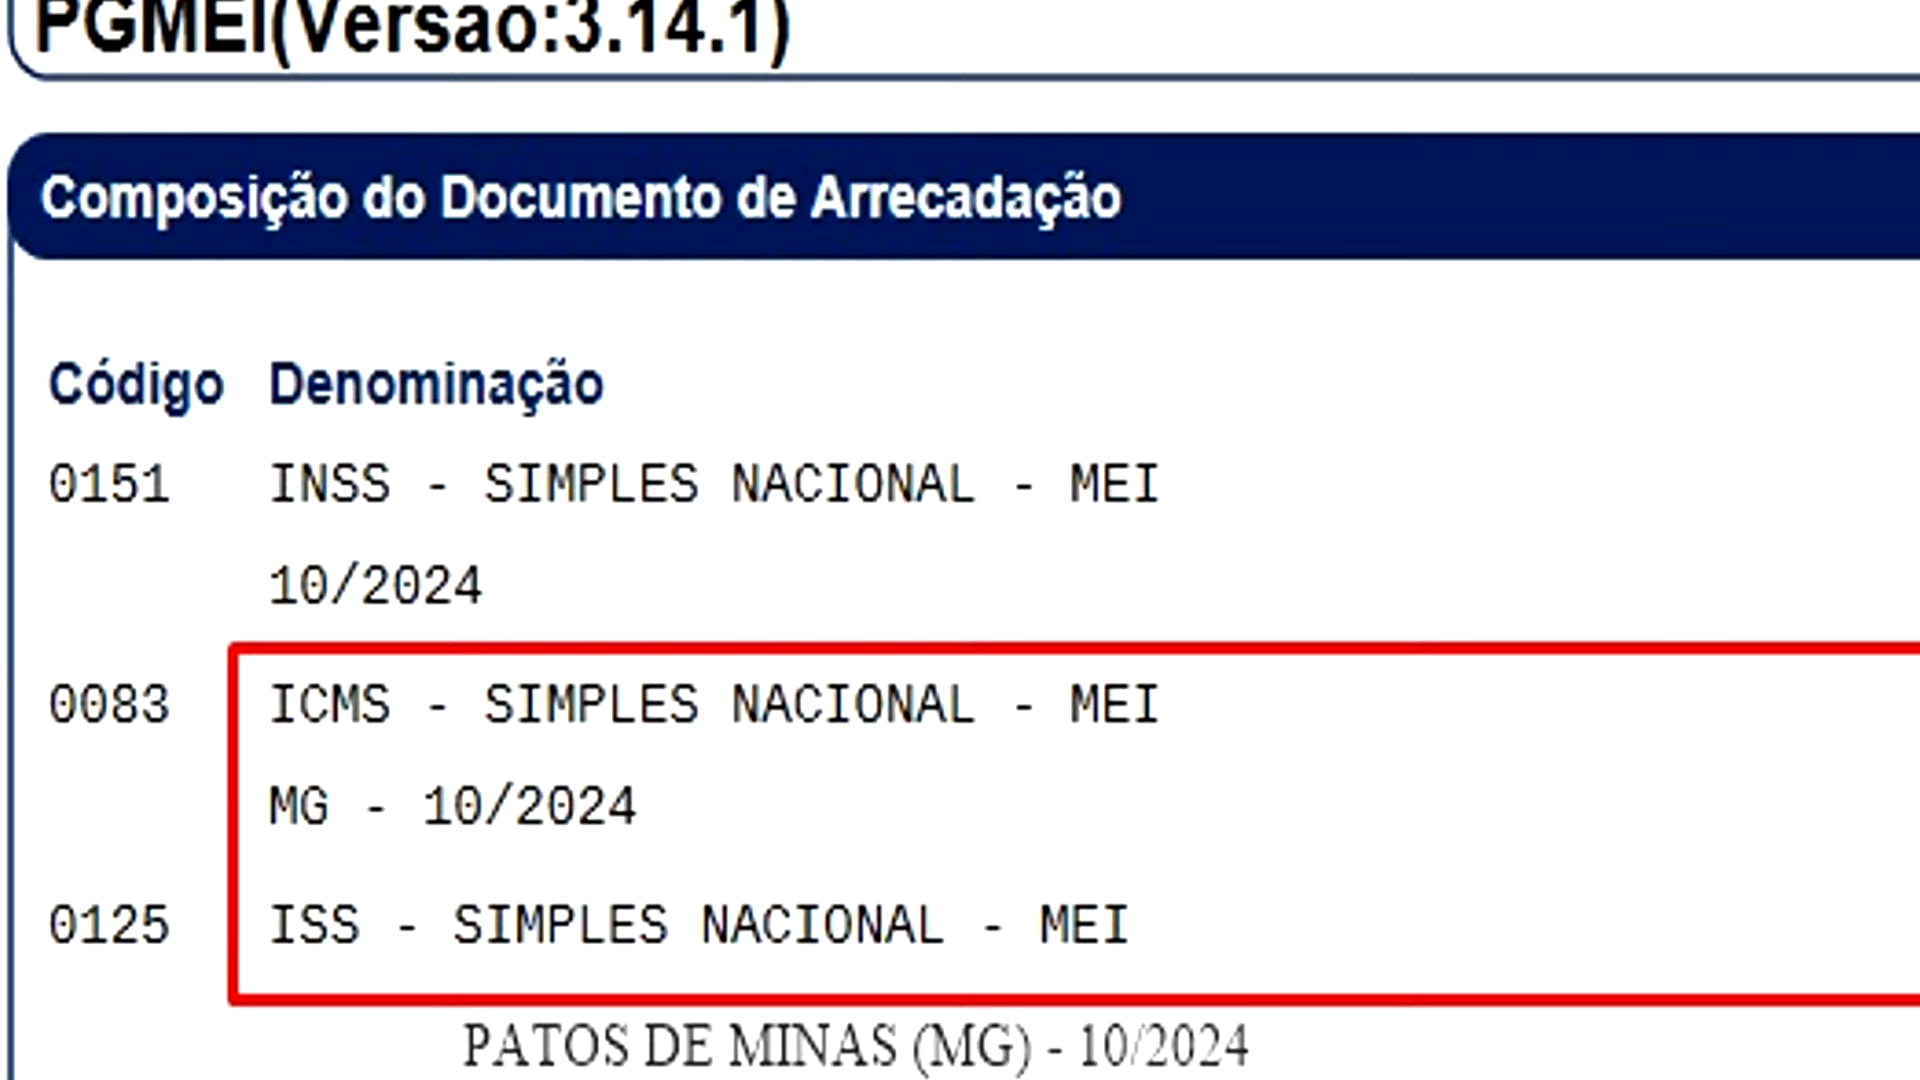 PGMEI(Versao:3.14.1)
Composição do Documento de Arrecadação
Código Denominação
0151 INSS - SIMPLES NACIONAL - MEI
10/2024
0083 ICMS - SIMPLES NACIONAL - MEI
MG - 10/2024
0125 ISS - SIMPLES NACIONAL - MEI
PATOS DE MINAS (MG) - 10/2024